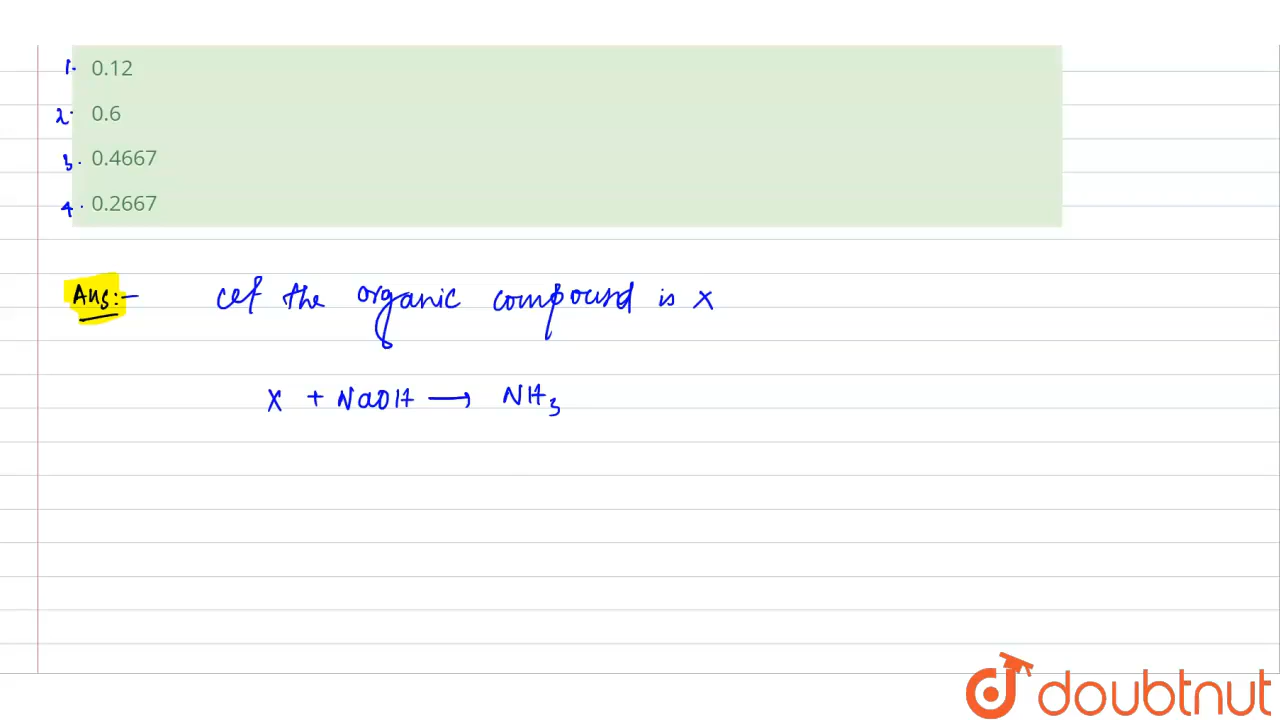 1. 0.12
2. 0.6
3. 0.4667
4. 0.2667
Ans:- Let the organic compound is X
X + NaOH → NH3
doubtnut